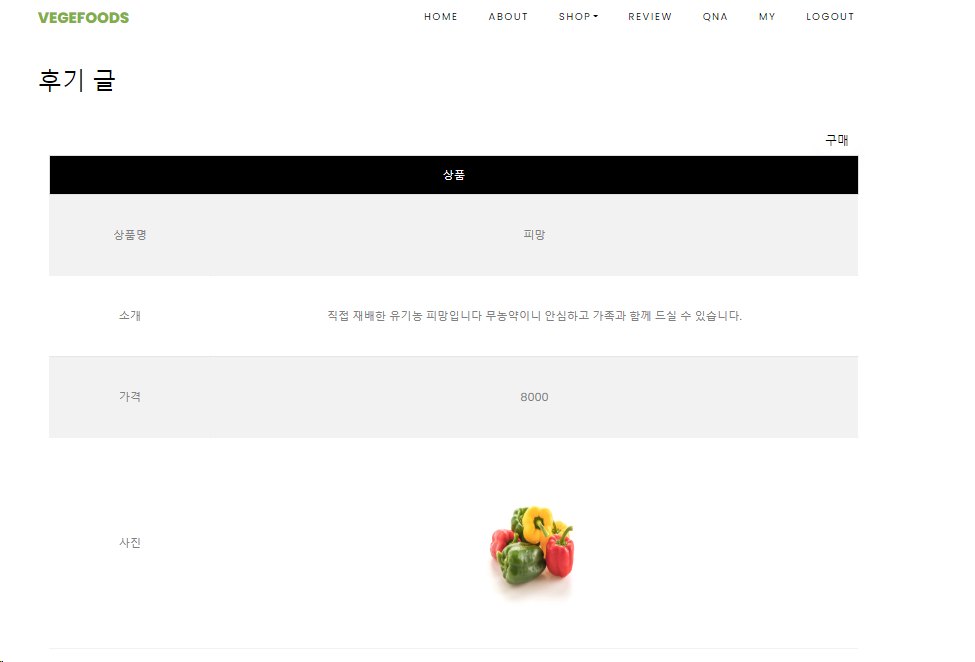 VEGEFOODS HOME ABOUT SHOP REVIEW QNA MY LOGOUT
후기 글
구매
상품
상품명 피망
소개 직접 재배한 유기농 피망입니다 무농약이니 안심하고 가족과 함께 드실 수 있습니다.
가격 8000
사진